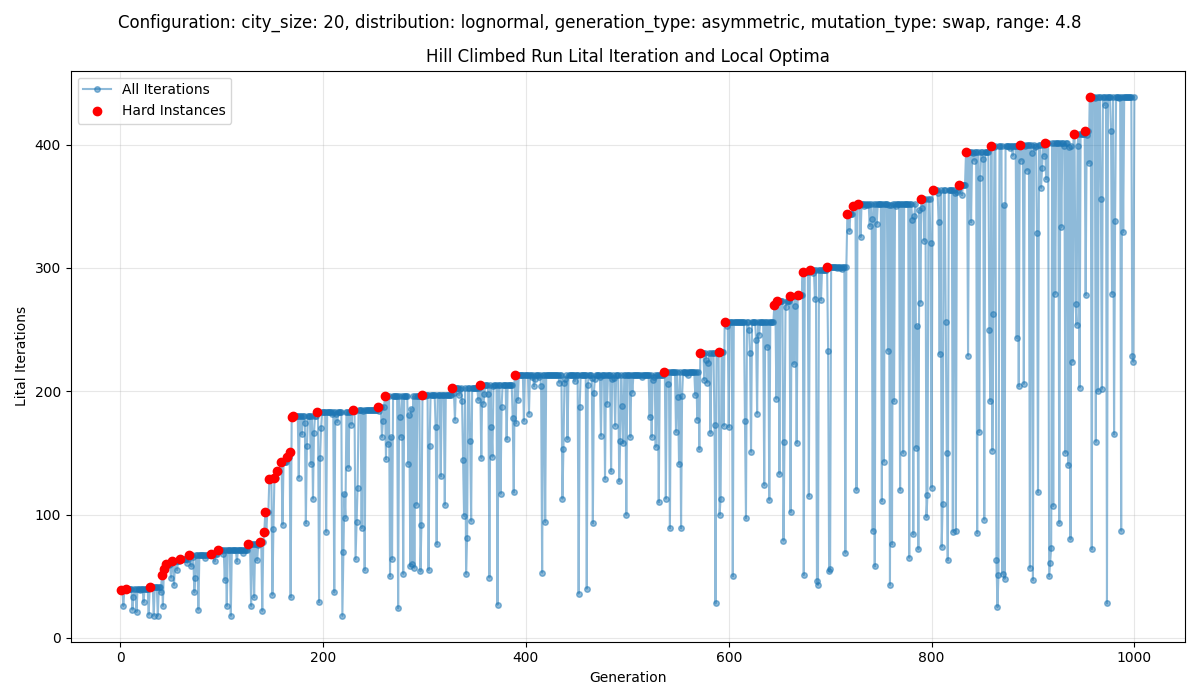 Configuration: city_size: 20, distribution: lognormal, generation_type: asymmetric, mutation_type: swap, range: 4.8
Hill Climbed Run Lital Iteration and Local Optima
All Iterations
Hard Instances
Lital Iterations
400
300
200
100
0
0 200 400 600 800 1000
Generation